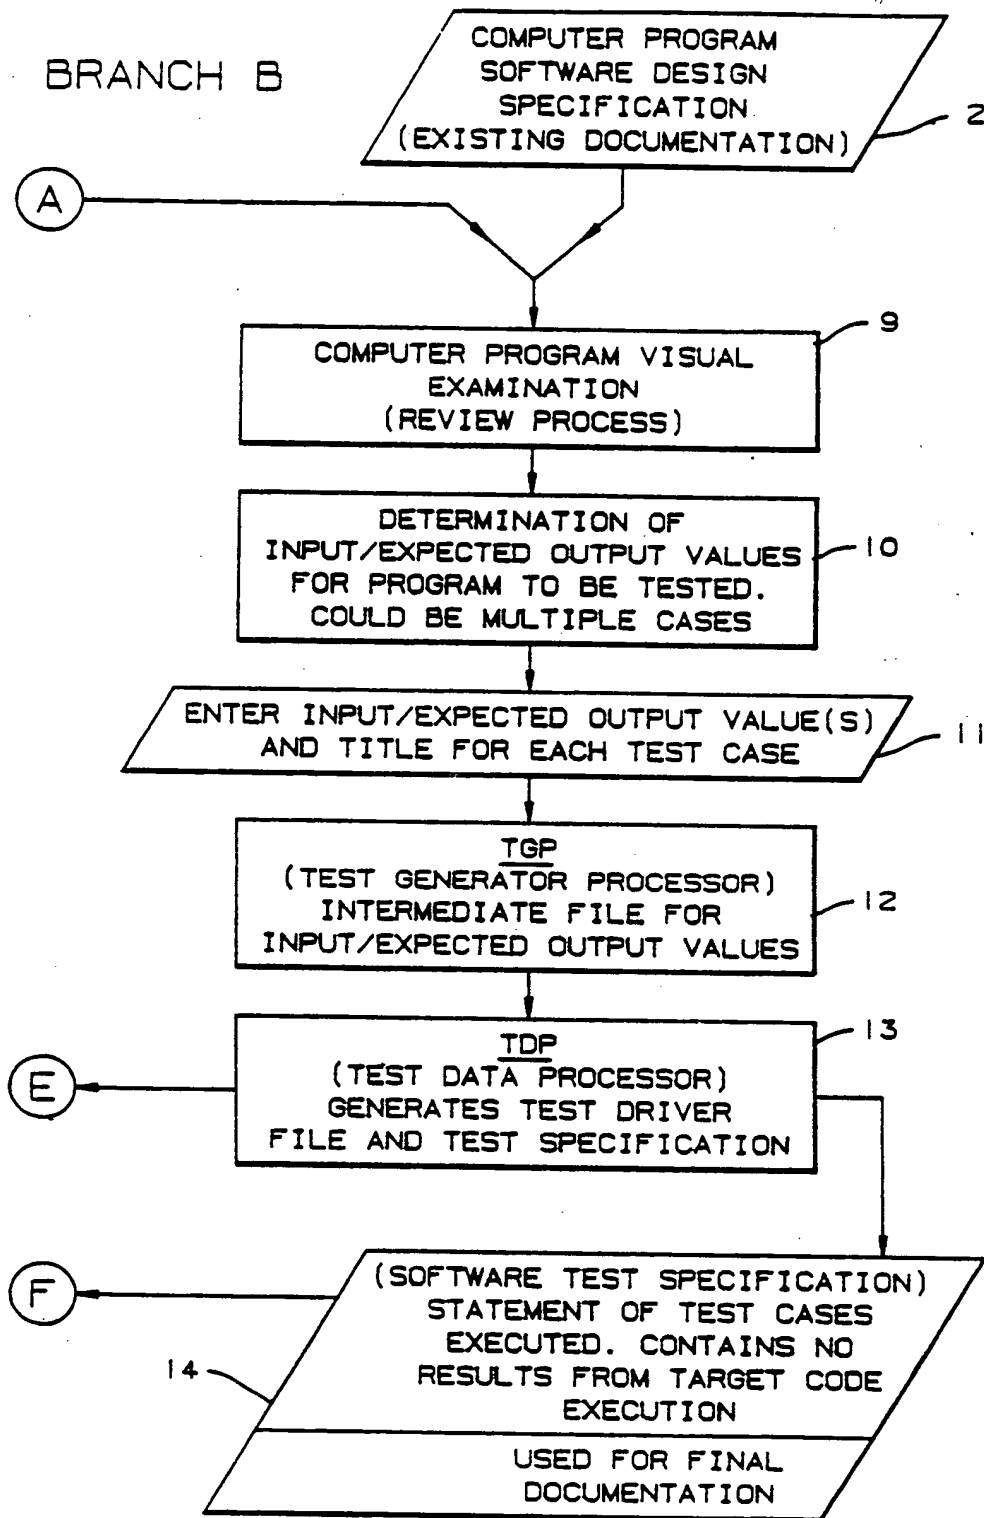 BRANCH B
COMPUTER PROGRAM
SOFTWARE DESIGN
SPECIFICATION
(EXISTING DOCUMENTATION)
2
A
9
COMPUTER PROGRAM VISUAL
EXAMINATION
(REVIEW PROCESS)
DETERMINATION OF
INPUT/EXPECTED OUTPUT VALUES
FOR PROGRAM TO BE TESTED.
COULD BE MULTIPLE CASES
10
ENTER INPUT/EXPECTED OUTPUT VALUE(S)
AND TITLE FOR EACH TEST CASE
11
TGP
(TEST GENERATOR PROCESSOR)
INTERMEDIATE FILE FOR
INPUT/EXPECTED OUTPUT VALUES
12
13
TDP
(TEST DATA PROCESSOR)
GENERATES TEST DRIVER
FILE AND TEST SPECIFICATION
E
F
(SOFTWARE TEST SPECIFICATION)
STATEMENT OF TEST CASES
EXECUTED. CONTAINS NO
RESULTS FROM TARGET CODE
EXECUTION
14
USED FOR FINAL
DOCUMENTATION